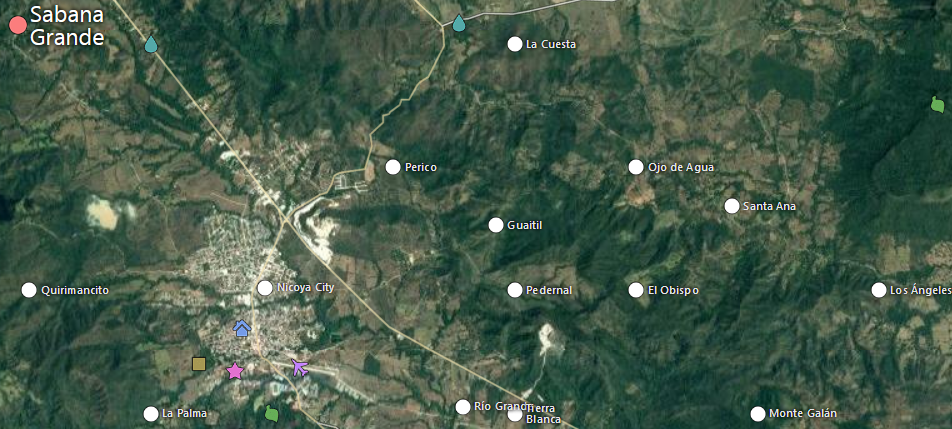 Sabana
Grande
La Cuesta
Perico
Ojo de Agua
Santa Ana
Guaitil
Quirimancito
Nicoya City
Pedernal
El Obispo
Los Ángeles
La Palma
Río Grande
Tierra
Blanca
Monte Galán